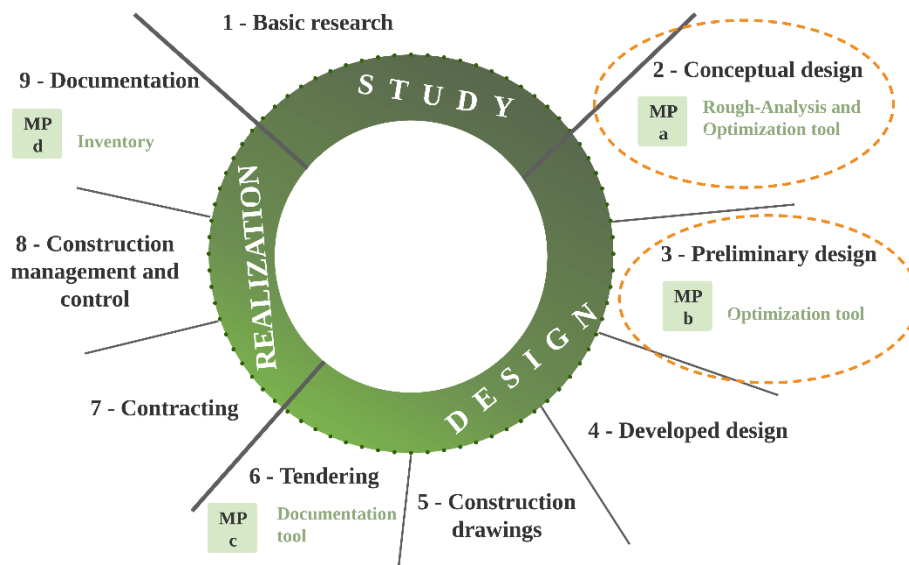 1 - Basic research
STUDY
2 - Conceptual design
MP
a
Rough-Analysis and
Optimization tool
3 - Preliminary design
MP
b
Optimization tool
DESIGN
4 - Developed design
5 - Construction
drawings
6 - Tendering
MP
c
Documentation
tool
REALIZATION
7 - Contracting
8 - Construction
management and
control
9 - Documentation
MP
d
Inventory